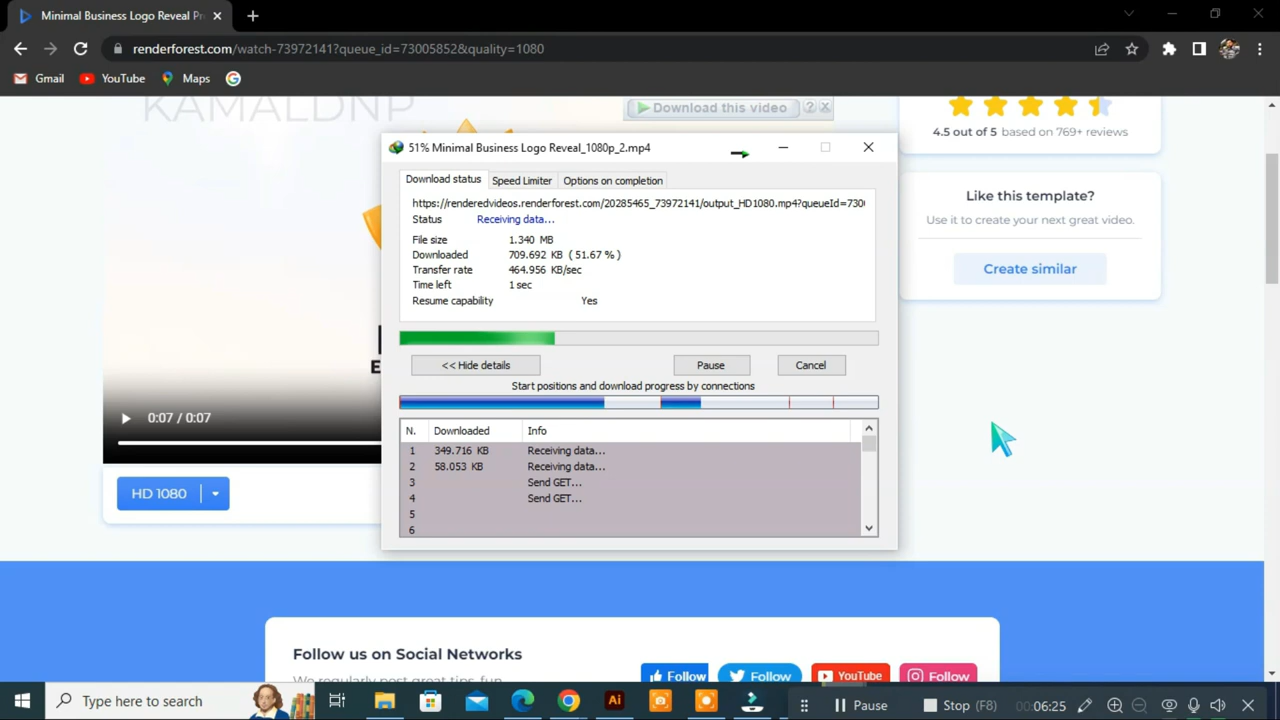 Minimal Business Logo Reveal Pr
renderforest.com/watch-73972141?queue_id=73005852&quality=1080
Gmail
YouTube
Maps
KAMALDNP
Download this video
4.5 out of 5 based on 769+ reviews
51% Minimal Business Logo Reveal_1080p_2.mp4
Download status
Speed Limiter
Options on completion
https://renderedvideos.renderforest.com/20285465_73972141/output_HD1080.mp4?queueId=730
Status Receiving data...
File size 1.340 MB
Downloaded 709.692 KB ( 51.67 % )
Transfer rate 464.956 KB/sec
Time left 1 sec
Resume capability Yes
Like this template?
Use it to create your next great video.
Create similar
<< Hide details
Pause
Cancel
Start positions and download progress by connections
N. Downloaded Info
1 349.716 KB Receiving data...
2 58.053 KB Receiving data...
3 Send GET...
4 Send GET...
5
6
0:07 / 0:07
HD 1080
Follow us on Social Networks
Follow
Follow
YouTube
Follow
Type here to search
Ai
Pause
Stop (F8)
00:06:25